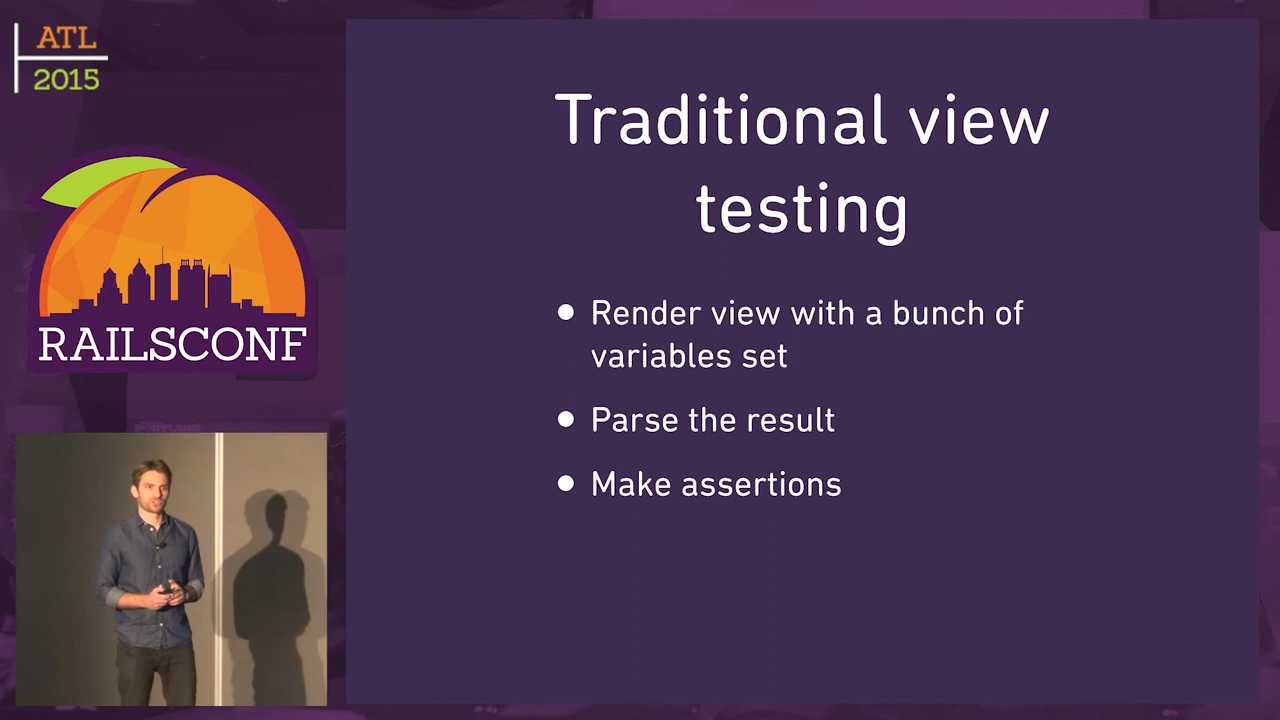 ATL
2015
RAILSCONF
Traditional view
testing
• Render view with a bunch of
variables set
• Parse the result
• Make assertions